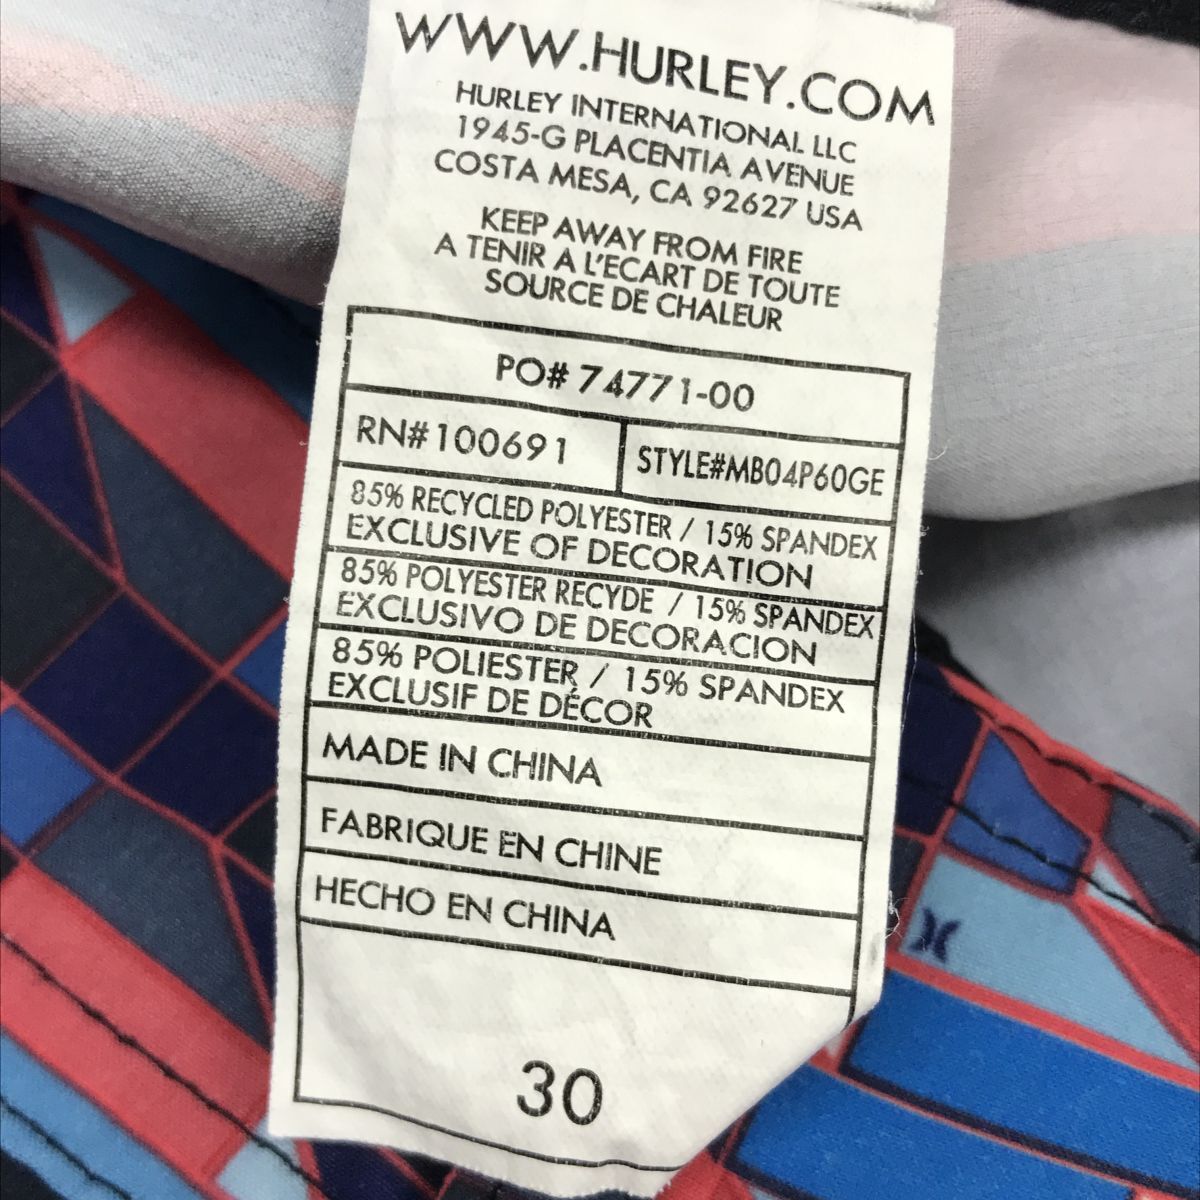 WWW.HURLEY.COM
HURLEY INTERNATIONAL LLC
1945-G PLACENTIA AVENUE
COSTA MESA, CA 92627 USA
KEEP AWAY FROM FIRE
A TENIR A L'ECART DE TOUTE
SOURCE DE CHALEUR
PO# 74771-00
RN#100691 STYLE#MB04P60GE
85% RECYCLED POLYESTER / 15% SPANDEX
EXCLUSIVE OF DECORATION
85% POLYESTER RECYDE / 15% SPANDEX
EXCLUSIVO DE DECORACION
85% POLIESTER / 15% SPANDEX
EXCLUSIF DE DÉCOR
MADE IN CHINA
FABRIQUE EN CHINE
HECHO EN CHINA
30